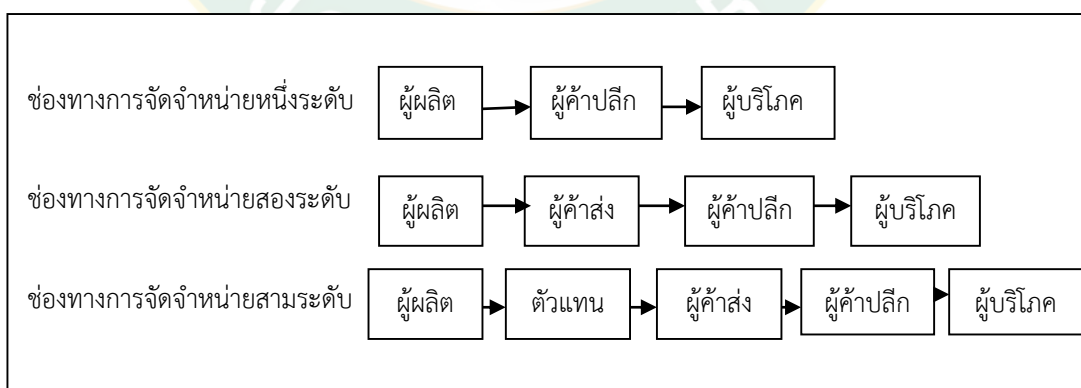 ช่องทางการจัดจำหน่ายหนึ่งระดับ ผู้ผลิต ผู้ค้าปลีก ผู้บริโภค
ช่องทางการจัดจำหน่ายสองระดับ ผู้ผลิต ผู้ค้าส่ง ผู้ค้าปลีก ผู้บริโภค
ช่องทางการจัดจำหน่ายสามระดับ ผู้ผลิต ตัวแทน ผู้ค้าส่ง ผู้ค้าปลีก ผู้บริโภค